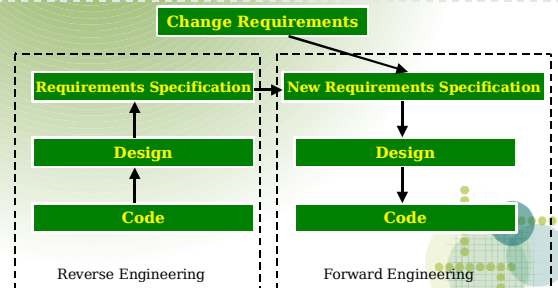 Change Requirements
Requirements Specification
New Requirements Specification
Design
Design
Code
Code
Reverse Engineering
Forward Engineering